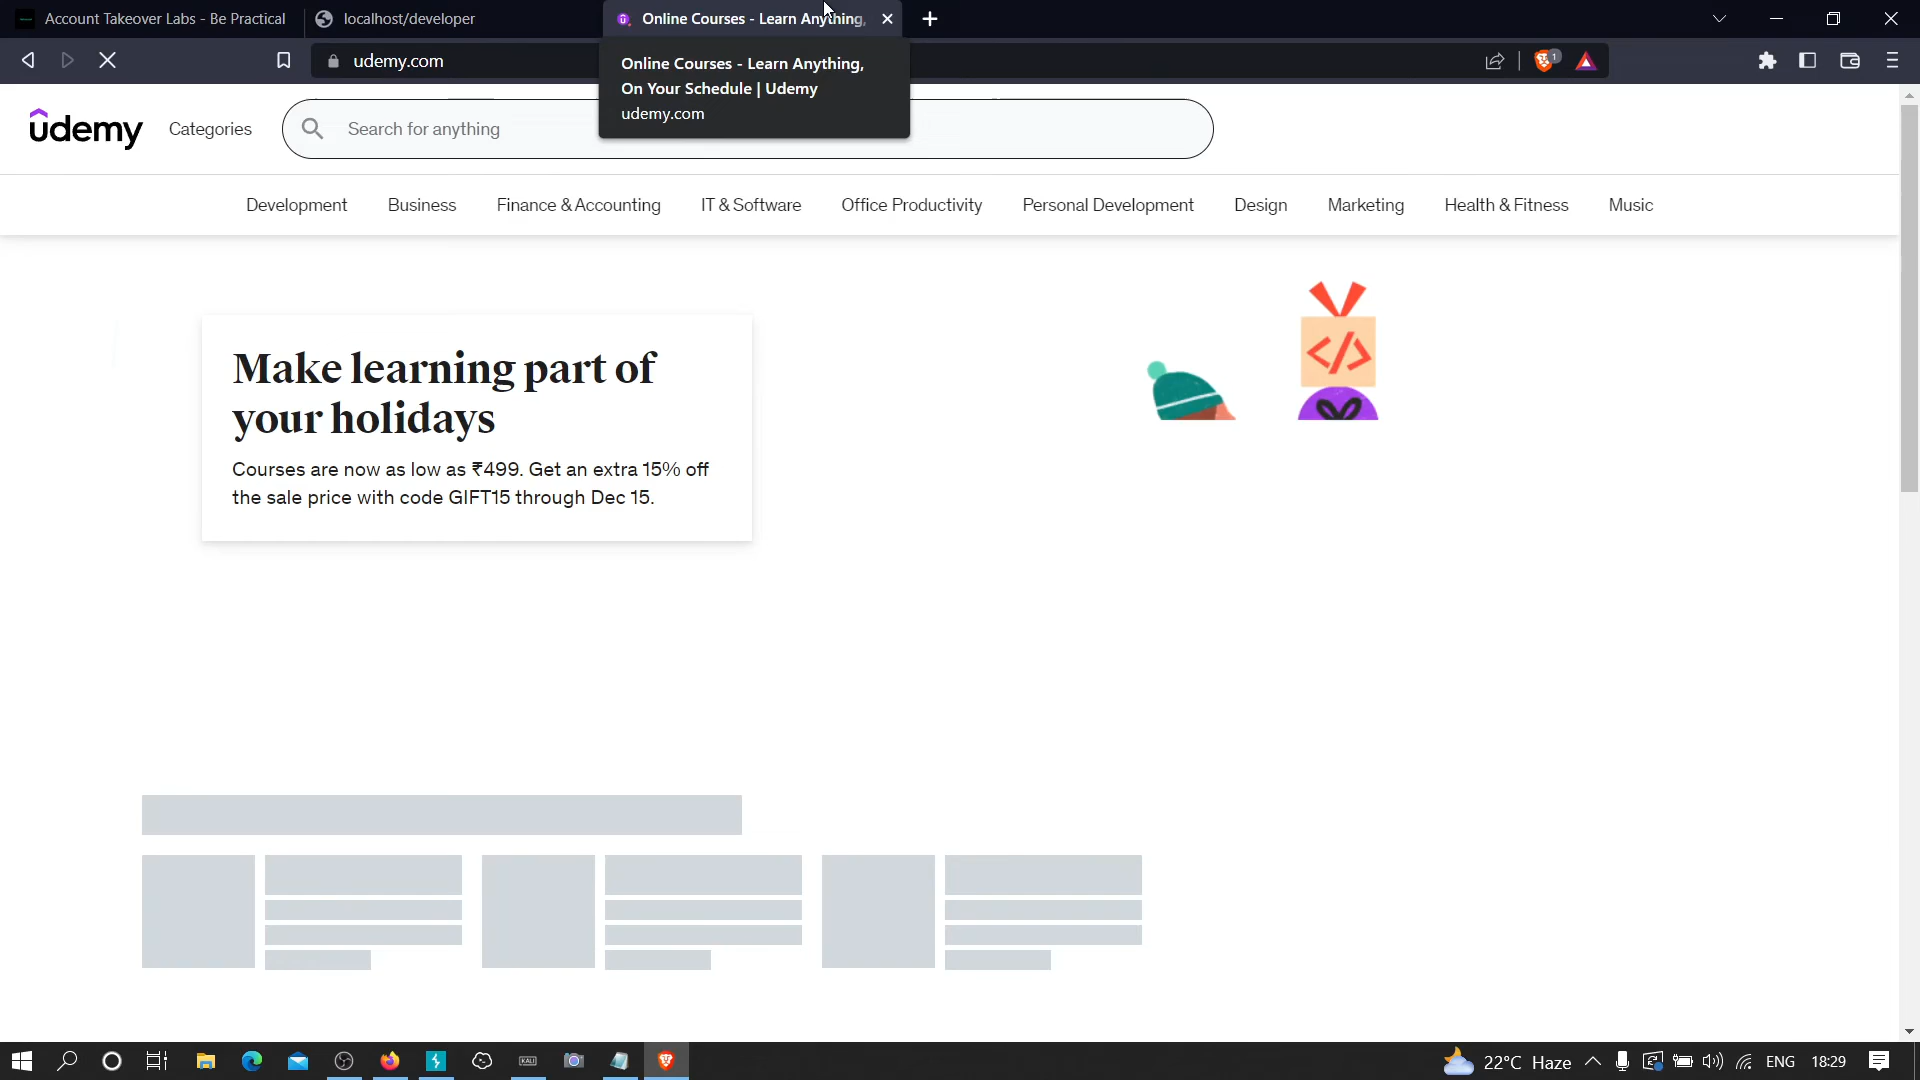 Account Takeover Labs - Be Practical
localhost/developer
Online Courses - Learn Anything,
udemy.com
Online Courses - Learn Anything,
On Your Schedule | Udemy
udemy.com
1
udemy
Categories
Search for anything
Development
Business
Finance & Accounting
IT & Software
Office Productivity
Personal Development
Design
Marketing
Health & Fitness
Music
Make learning part of
your holidays
Courses are now as low as ₹499. Get an extra 15% off
the sale price with code GIFT15 through Dec 15.
</>
KALI
22°C Haze
ENG
18:29